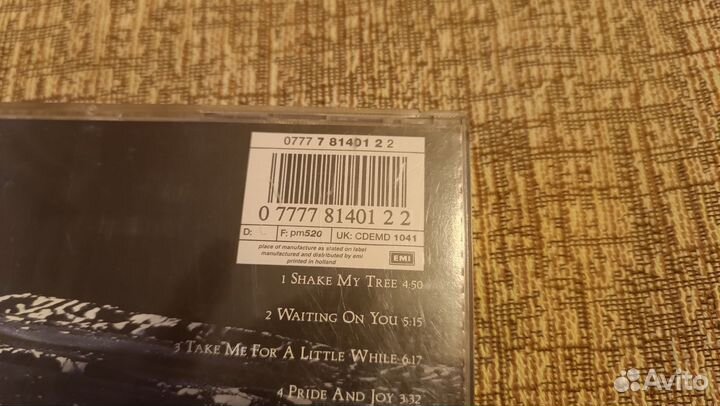 0777 7 81401 2 2
0 7777 81401 2 2
D: F: pm520 UK: CDEMD 1041
place of manufacture as stated on label
manufactured and distributed by emi
printed in holland
EMI
1 SHAKE MY TREE 4:50
2 WAITING ON YOU 5:15
3 TAKE ME FOR A LITTLE WHILE 6:17
4 PRIDE AND JOY 3:32
Avito